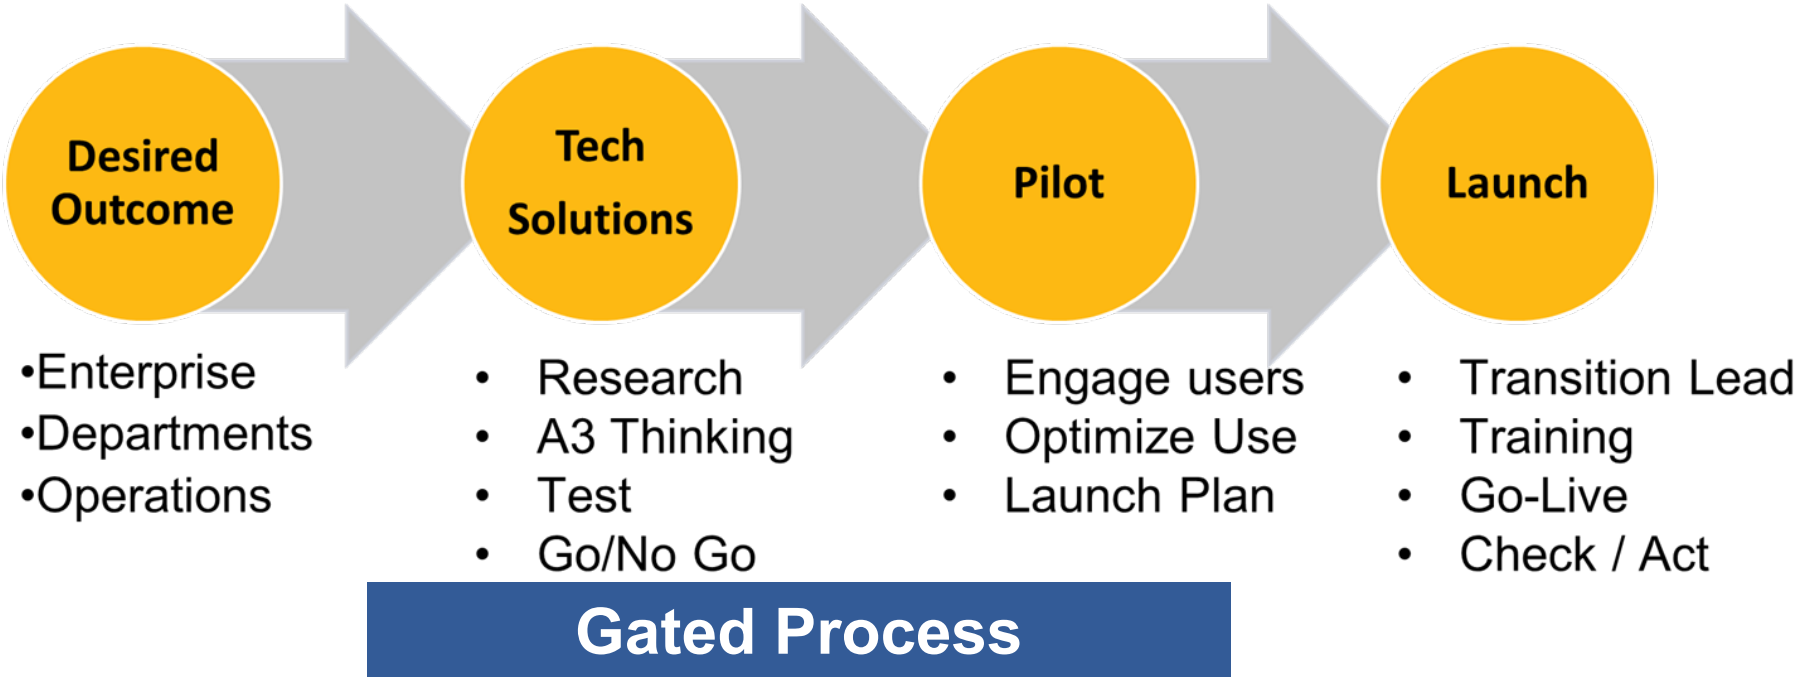 Desired
Outcome
•Enterprise
•Departments
•Operations
Tech
Solutions
• Research
• A3 Thinking
• Test
• Go/No Go
Pilot
• Engage users
• Optimize Use
• Launch Plan
Launch
• Transition Lead
• Training
• Go-Live
• Check / Act
Gated Process